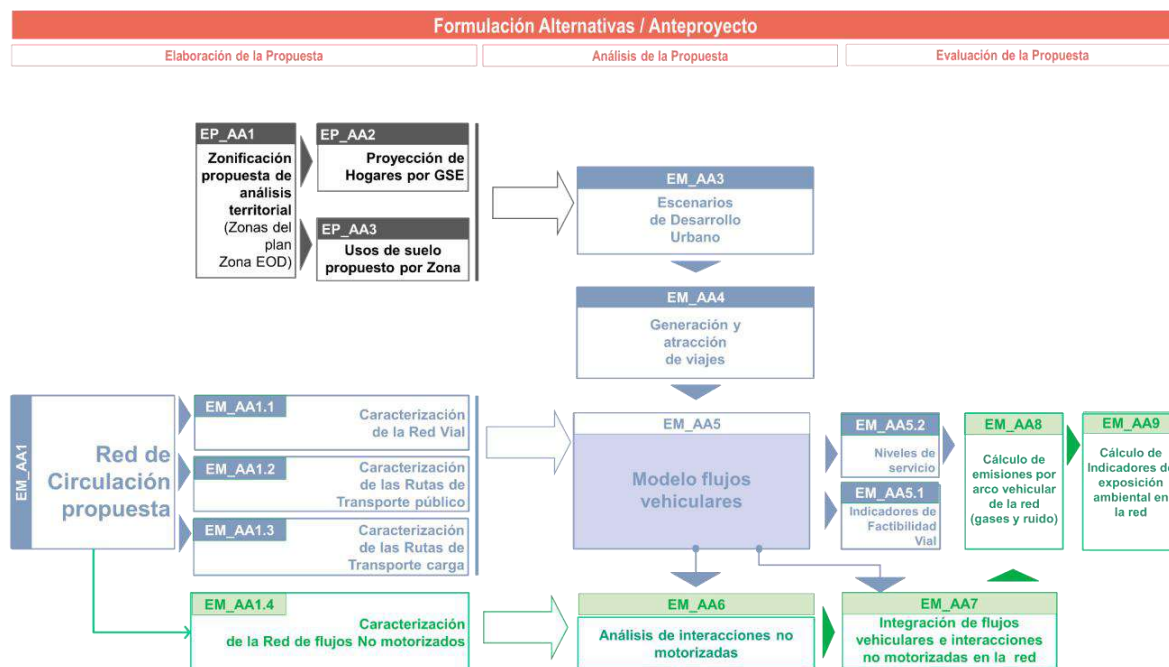 Formulación Alternativas / Anteproyecto
Elaboración de la Propuesta
Análisis de la Propuesta
Evaluación de la Propuesta
EP_AA1
Zonificación
propuesta de
análisis
territorial
(Zonas del
plan
Zona EOD)
EP_AA2
Proyección de
Hogares por GSE
EP_AA3
Usos de suelo
propuesto por Zona
EM_AA3
Escenarios
de Desarrollo
Urbano
EM_AA4
Generación y
atracción
de viajes
EM_AA1
Red de
Circulación
propuesta
EM_AA1.1
Caracterización
de la Red Vial
EM_AA1.2
Caracterización
de las Rutas de
Transporte público
EM_AA1.3
Caracterización
de las Rutas de
Transporte carga
EM_AA5
Modelo flujos
vehiculares
EM_AA5.2
Niveles de
servicio
EM_AA5.1
Indicadores de
Factibilidad
Vial
EM_AA8
Cálculo de
emisiones por
arco vehicular
de la red
(gases y ruido)
EM_AA9
Cálculo de
Indicadores de
exposición
ambiental en
la red
EM_AA1.4
Caracterización
de la Red de flujos No motorizados
EM_AA6
Análisis de interacciones no
motorizadas
EM_AA7
Integración de flujos
vehiculares e interacciones
no motorizadas en la red